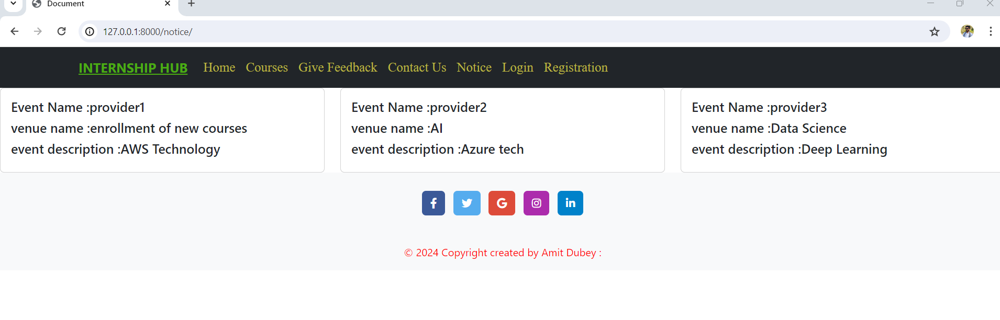 Document
127.0.0.1:8000/notice/
INTERNSHIP HUB Home Courses Give Feedback Contact Us Notice Login Registration
Event Name :provider1
venue name :enrollment of new courses
event description :AWS Technology
Event Name :provider2
venue name :AI
event description :Azure tech
Event Name :provider3
venue name :Data Science
event description :Deep Learning
© 2024 Copyright created by Amit Dubey :